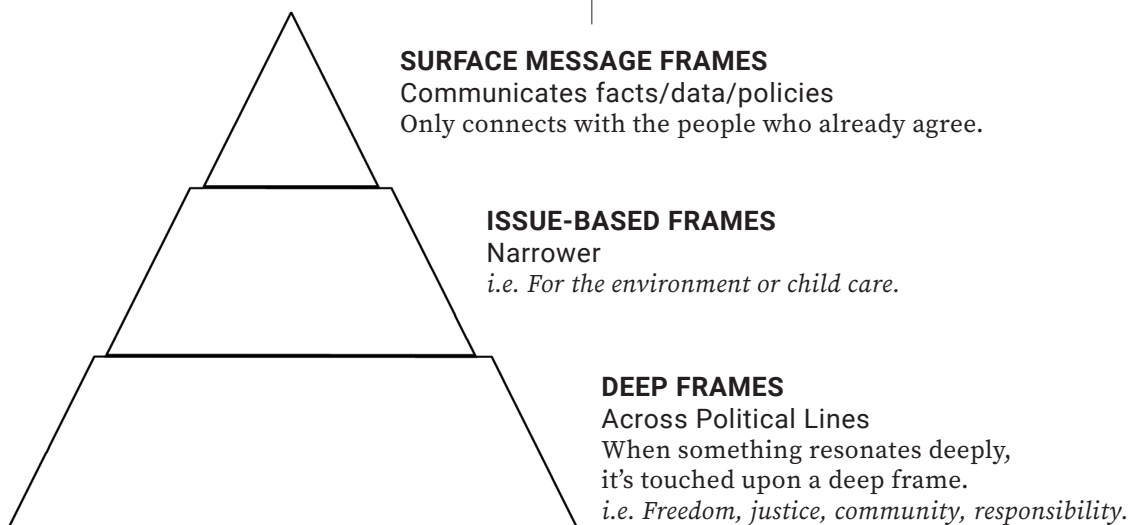 SURFACE MESSAGE FRAMES
Communicates facts/data/policies
Only connects with the people who already agree.
ISSUE-BASED FRAMES
Narrower
i.e. For the environment or child care.
DEEP FRAMES
Across Political Lines
When something resonates deeply,
it's touched upon a deep frame.
i.e. Freedom, justice, community, responsibility.